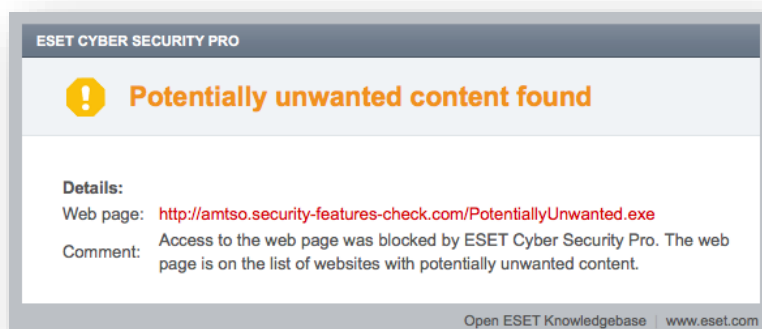 ESET CYBER SECURITY PRO
Potentially unwanted content found
Details:
Web page: http://amtso.security-features-check.com/PotentiallyUnwanted.exe
Comment: Access to the web page was blocked by ESET Cyber Security Pro. The web
page is on the list of websites with potentially unwanted content.
Open ESET Knowledgebase | www.eset.com